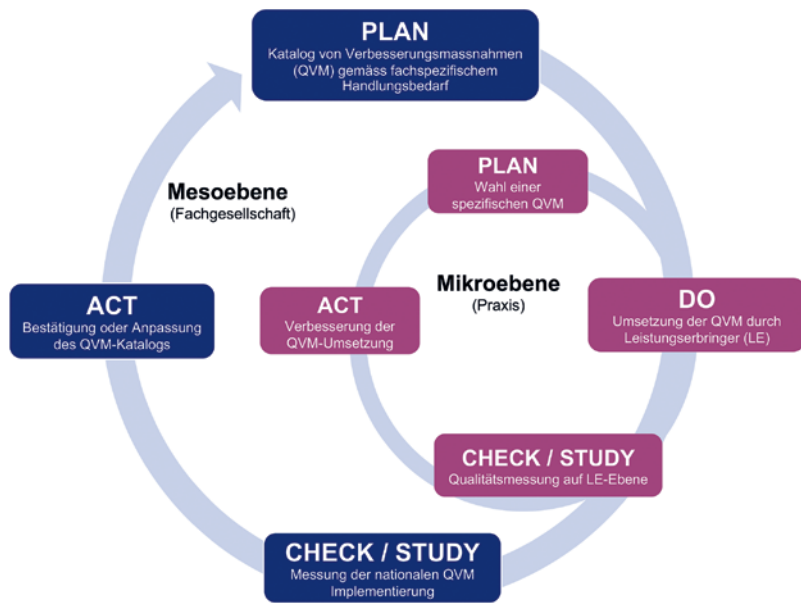 PLAN
Katalog von Verbesserungsmassnahmen
(QVM) gemäss fachspezifischem
Handlungsbedarf
PLAN
Wahl einer
spezifischen QVM
Mesoebene
(Fachgesellschaft)
Mikroebene
(Praxis)
ACT
Bestätigung oder Anpassung
des QVM-Katalogs
ACT
Verbesserung der
QVM-Umsetzung
DO
Umsetzung der QVM durch
Leistungserbringer (LE)
CHECK / STUDY
Qualitätsmessung auf LE-Ebene
CHECK / STUDY
Messung der nationalen QVM
Implementierung